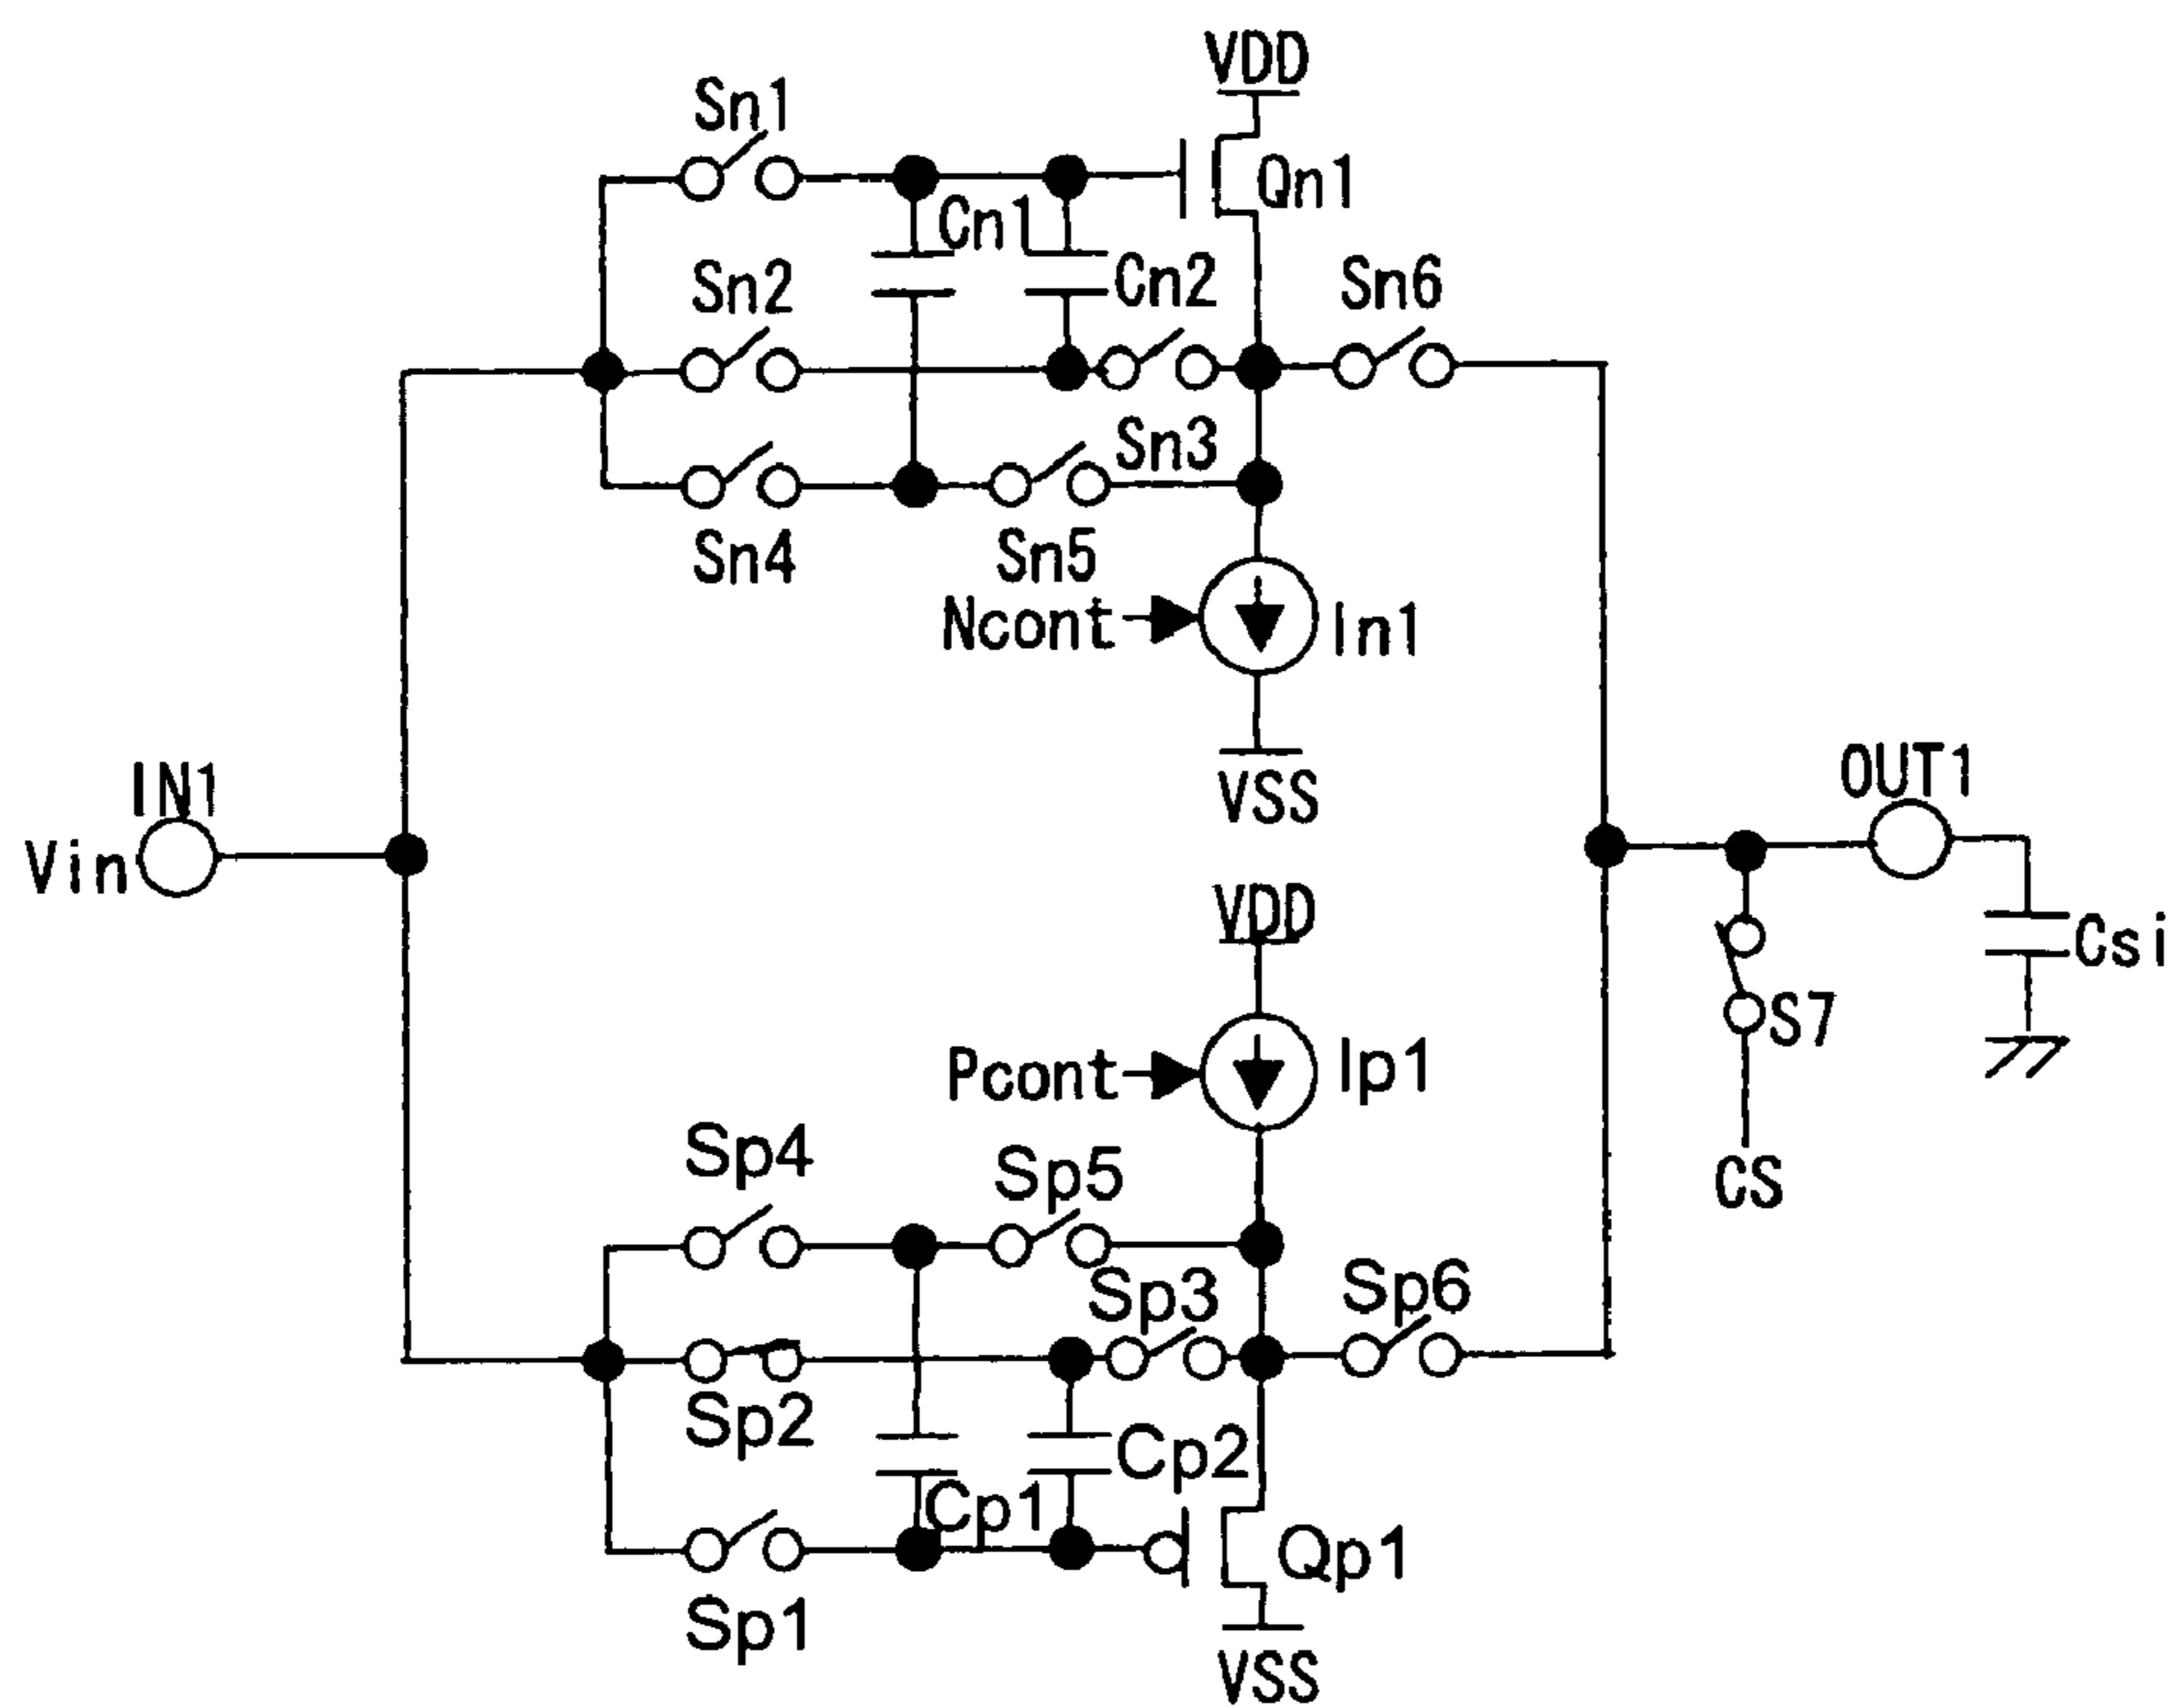 VDD
Sn1
Qn1
Cn1
Sn2
Cn2
Sn6
Sn3
Sn4
Sn5
Ncont
In1
VSS
IN1
OUT1
Vin
VDD
Csi
S7
Pcont
Ip1
Sp4
Sp5
CS
Sp3
Sp6
Sp2
Cp2
Cp1
Qp1
Sp1
VSS